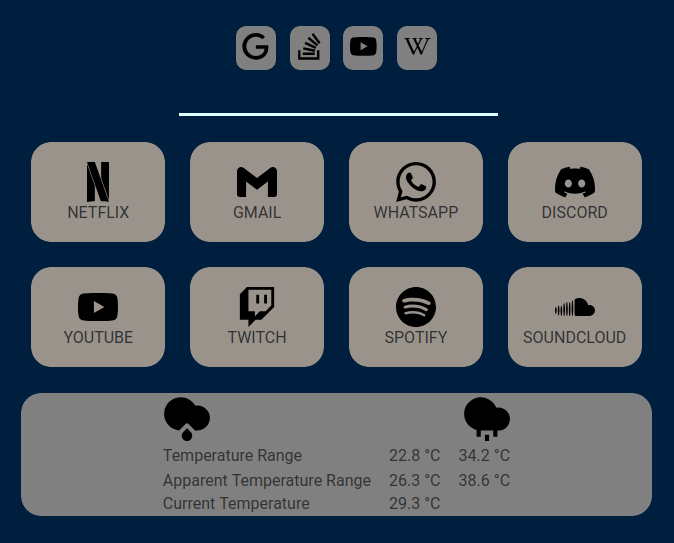 G W
NETFLIX GMAIL WHATSAPP DISCORD
YOUTUBE TWITCH SPOTIFY SOUNDCLOUD
Temperature Range 22.8 °C 34.2 °C
Apparent Temperature Range 26.3 °C 38.6 °C
Current Temperature 29.3 °C